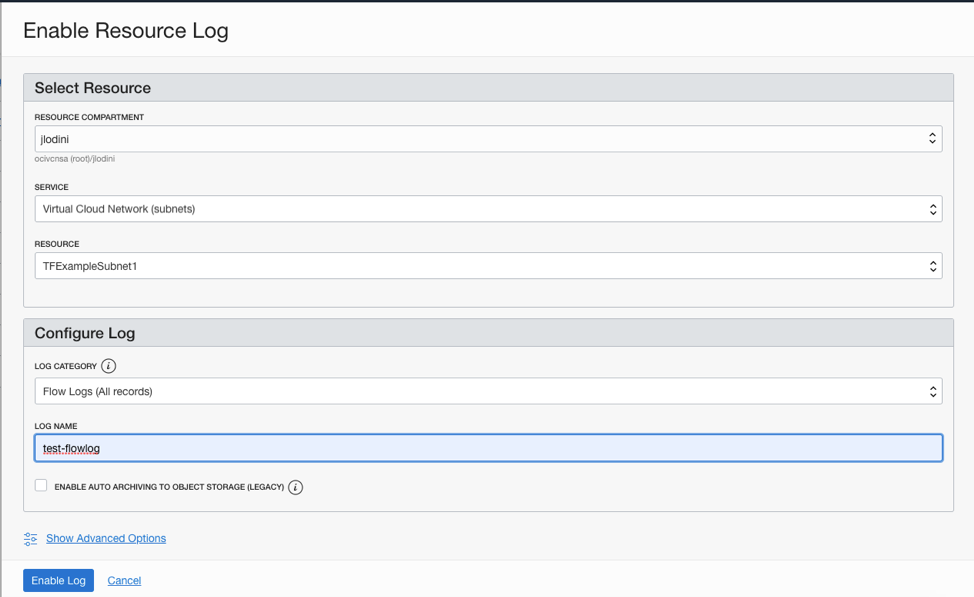 Enable Resource Log
Select Resource
RESOURCE COMPARTMENT
jlodini
ocivcnsa (root)/jlodini
SERVICE
Virtual Cloud Network (subnets)
RESOURCE
TFExampleSubnet1
Configure Log
LOG CATEGORY i
Flow Logs (All records)
LOG NAME
test-flowlog
ENABLE AUTO ARCHIVING TO OBJECT STORAGE (LEGACY) i
Show Advanced Options
Enable Log Cancel